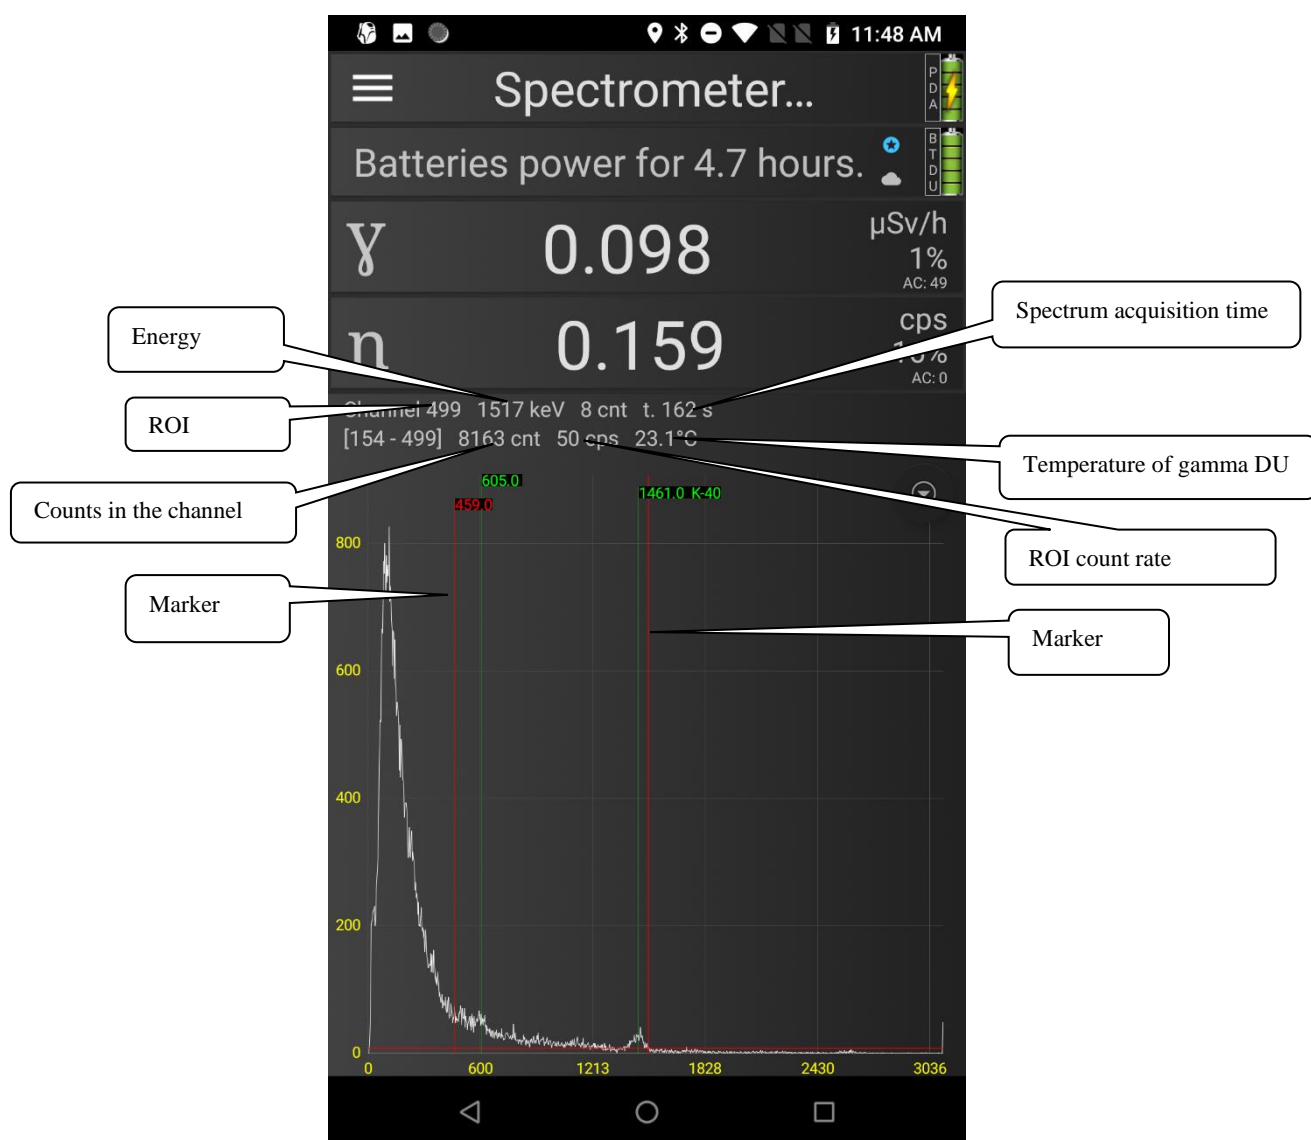 11:48 AM
Spectrometer...
PDA
Batteries power for 4.7 hours.
BTDU
γ 0.098 µSv/h
1%
AC: 49
n 0.159 cps
AC: 0
Energy
ROI
Counts in the channel
Marker
Spectrum acquisition time
Temperature of gamma DU
ROI count rate
Marker
Channel 499 1517 keV 8 cnt t. 162 s
[154 - 499] 8163 cnt 50 cps 23.1°C
605.0
459.0
1461.0 K-40
800
600
400
200
0
0 600 1213 1828 2430 3036